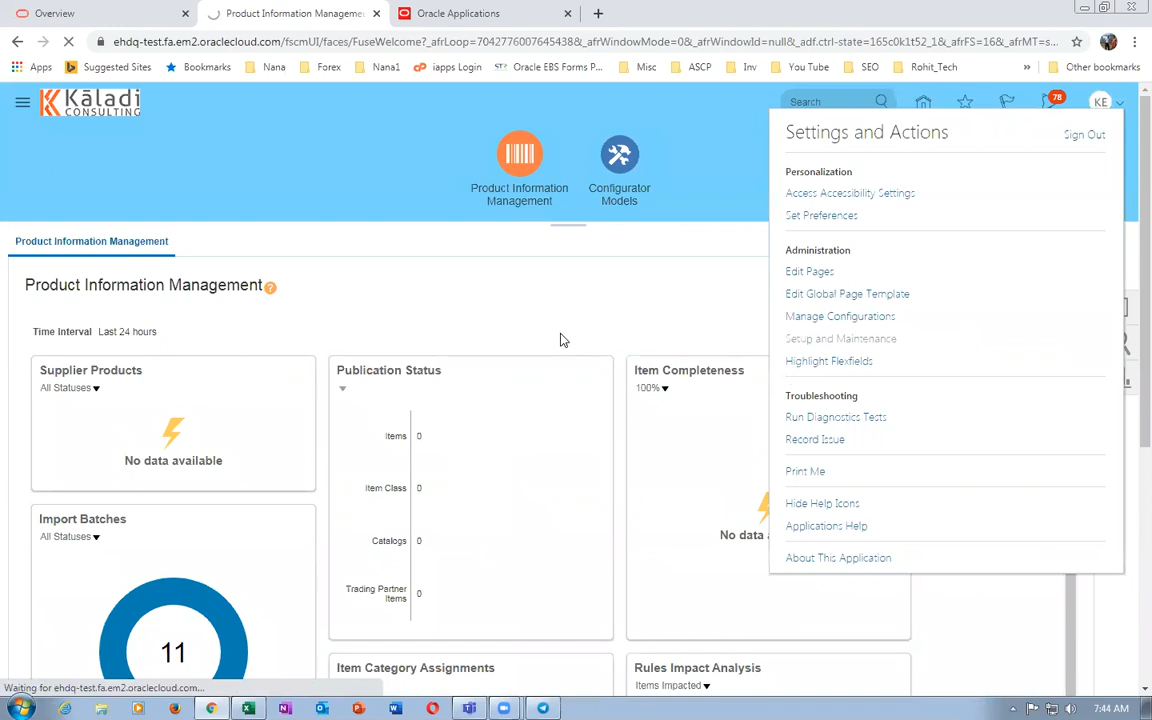 Overview
Product Information Manageme
Oracle Applications
ehdq-test.fa.em2.oraclecloud.com/fscmUI/faces/FuseWelcome?_afrLoop=70427760076454388&_afrWindowMode=0&_afrWindowId=null&_adf.ctrl-state=165c0k1t52_1&_afrFS=16&_afrMT=s...
Apps Suggested Sites Bookmarks Nana Forex Nana1 iapps Login Oracle EBS Forms P... Misc ASCP Inv You Tube SEO Rohit_Tech » Other bookmarks
Kaladi
CONSULTING
Search
78
KE
Product Information
Management
Configurator
Models
Settings and Actions
Sign Out
Personalization
Access Accessibility Settings
Set Preferences
Administration
Edit Pages
Edit Global Page Template
Manage Configurations
Setup and Maintenance
Highlight Flexfields
Troubleshooting
Run Diagnostics Tests
Record Issue
Print Me
Hide Help Icons
Applications Help
About This Application
Product Information Management
Product Information Management ?
Time Interval Last 24 hours
Supplier Products
All Statuses
No data available
Publication Status
Items 0
Item Class 0
Catalogs 0
Trading Partner
Items 0
Item Completeness
100%
No data a
Import Batches
All Statuses
11
Item Category Assignments
Rules Impact Analysis
Items Impacted
Waiting for ehdq-test.fa.em2.oraclecloud.com...
7:44 AM